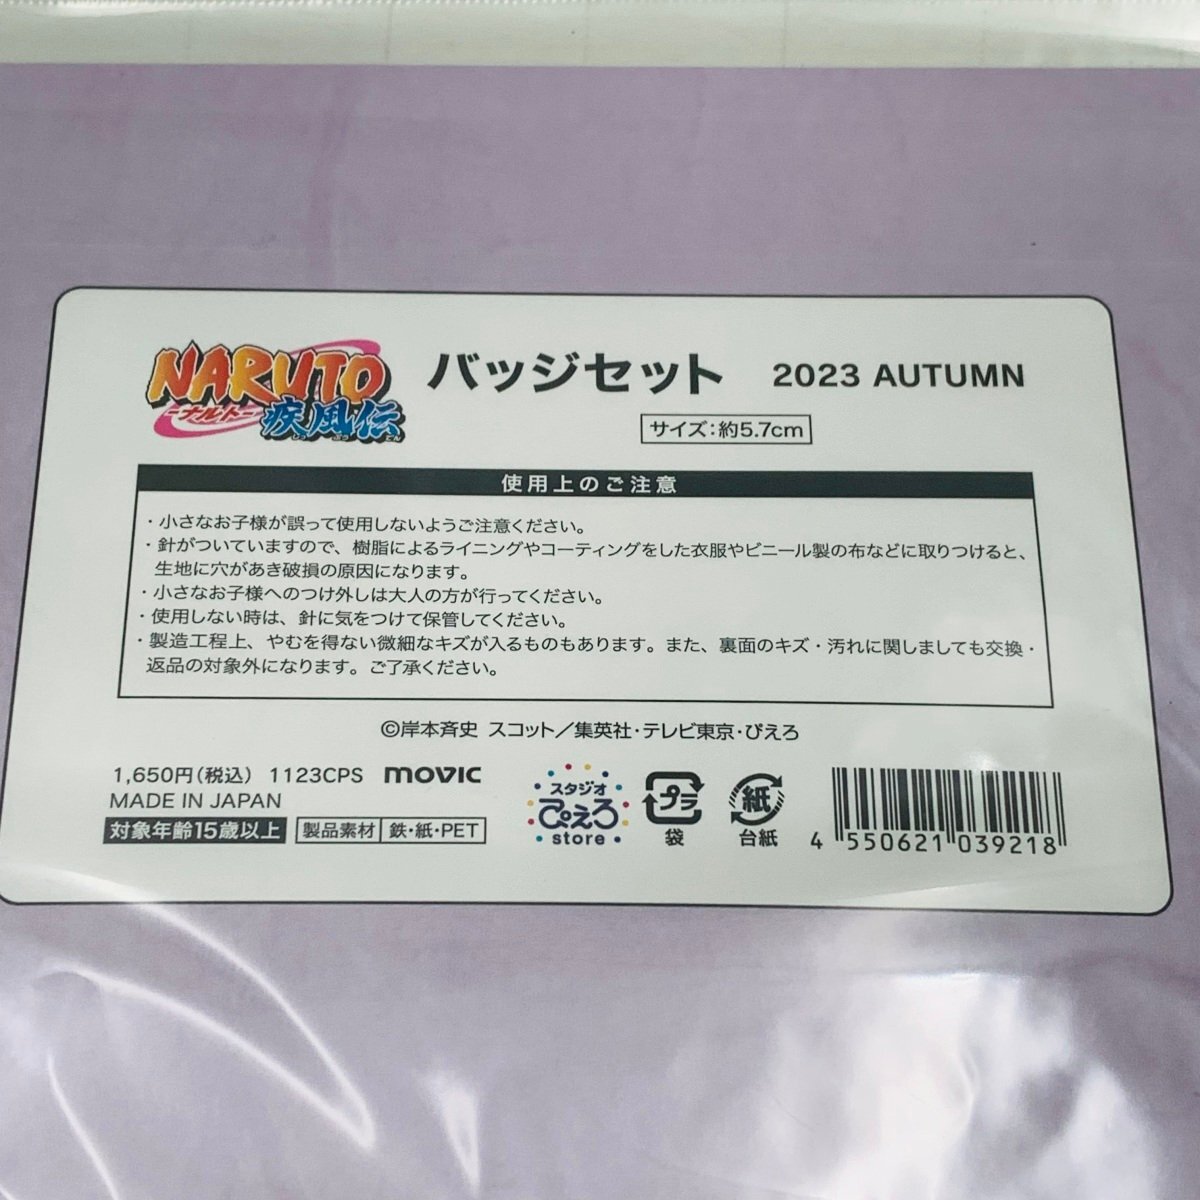 NARUTO
-ナルト-
疾風伝
しっぷうでん
バッジセット 2023 AUTUMN
サイズ:約5.7cm
使用上のご注意
・小さなお子様が誤って使用しないようご注意ください。
・針がついていますので、樹脂によるライニングやコーティングをした衣服やビニール製の布などに取りつけると、
生地に穴があき破損の原因になります。
・小さなお子様へのつけ外しは大人の方が行ってください。
・使用しない時は、針に気をつけて保管してください。
・製造工程上、やむを得ない微細なキズが入るものもあります。また、裏面のキズ・汚れに関しましても交換・
返品の対象外になります。ご了承ください。
©岸本斉史 スコット/集英社・テレビ東京・ぴえろ
1,650円(税込) 1123CPS movic
MADE IN JAPAN
対象年齢15歳以上 製品素材 鉄・紙・PET
スタジオ
ぴえろ
store
プラ
袋
紙
台紙
4 550621 039218